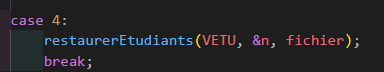 case 4:
restaurerEtudiants(VETU, &n, fichier);
break;